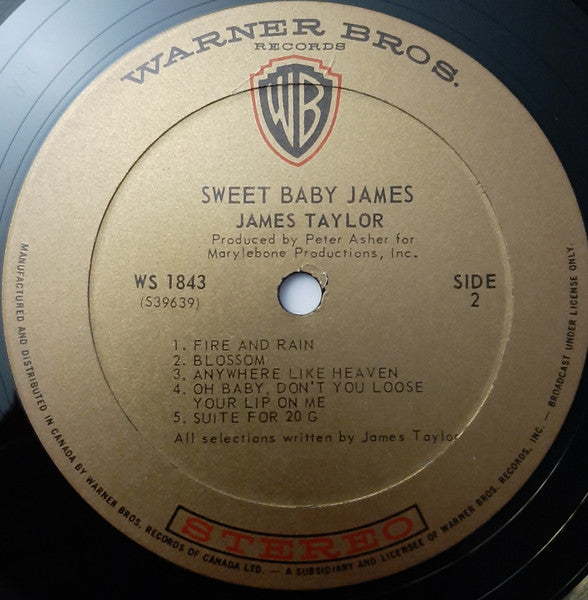 WARNER BROS.
RECORDS
WB
SWEET BABY JAMES
JAMES TAYLOR
Produced by Peter Asher for
Marylebone Productions, Inc.
WS 1843
(S39639)
SIDE
2
1. FIRE AND RAIN
2. BLOSSOM
3. ANYWHERE LIKE HEAVEN
4. OH BABY, DON'T YOU LOOSE
YOUR LIP ON ME
5. SUITE FOR 20 G
All selections written by James Taylor
STEREO
MANUFACTURED AND DISTRIBUTED IN CANADA BY WARNER BROS. RECORDS OF CANADA LTD. — A SUBSIDIARY AND LICENSEE OF WARNER BROS. RECORDS, INC. — BROADCAST UNDER LICENSE ONLY.